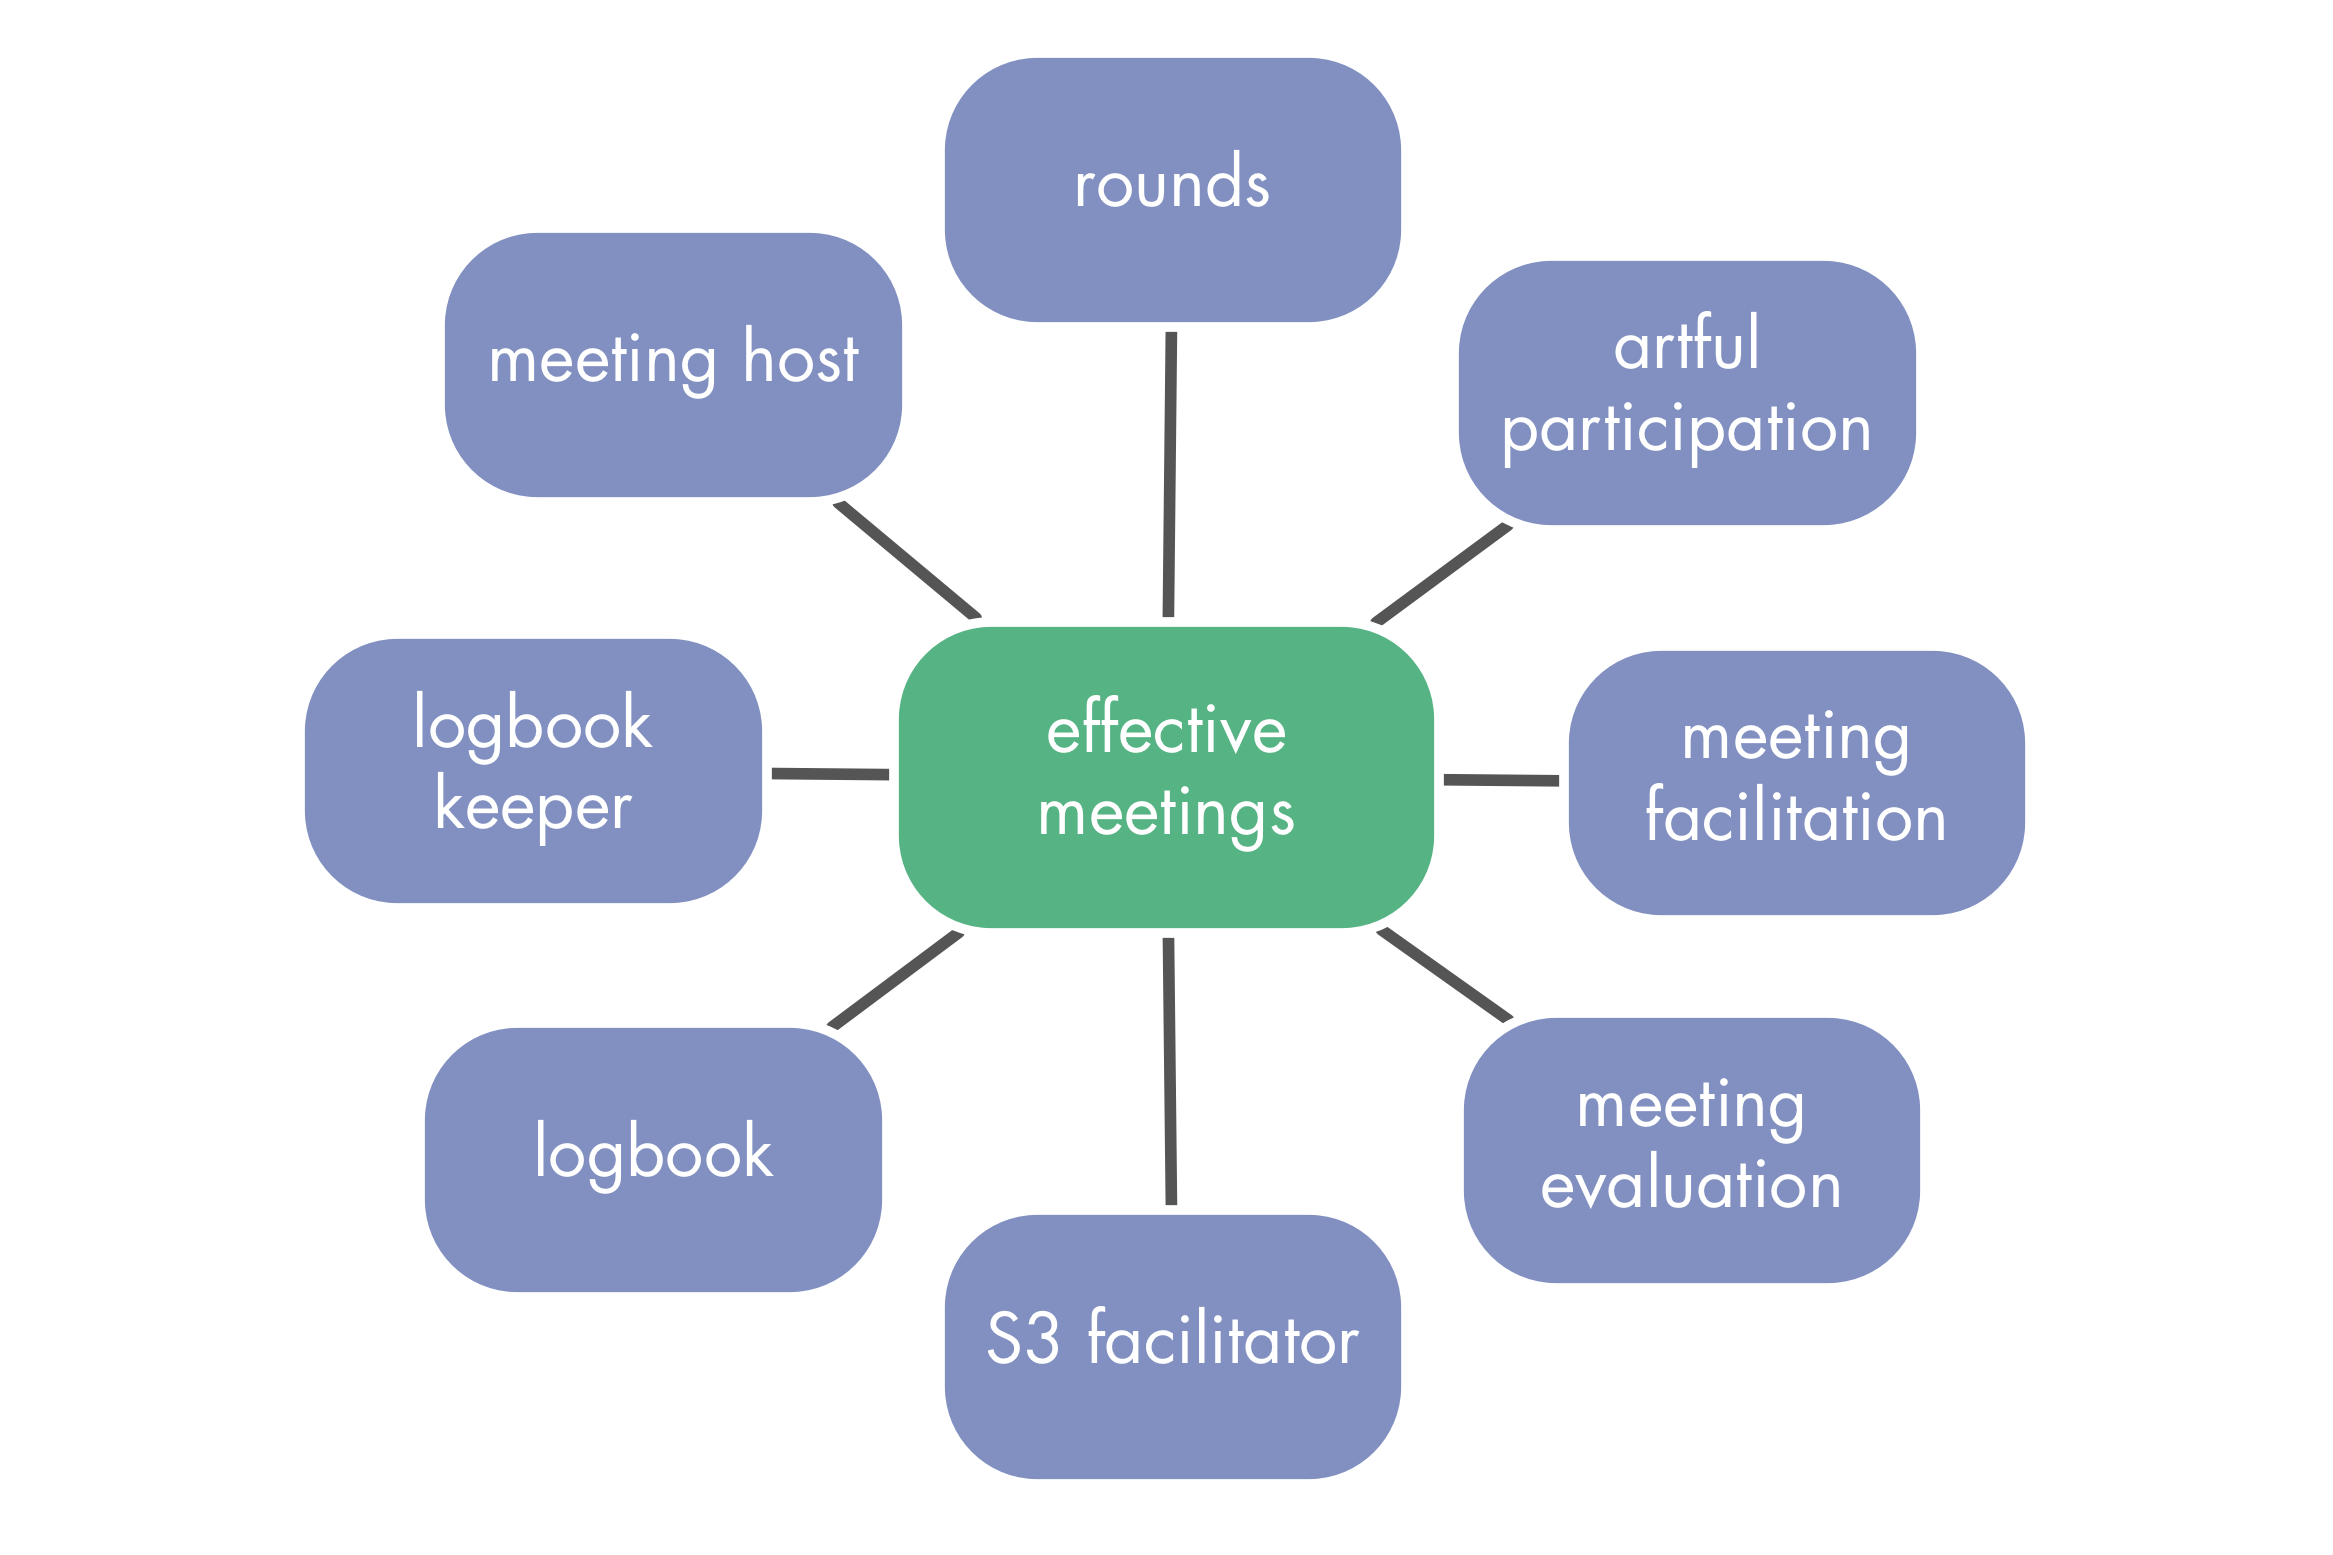 rounds
meeting host
artful
participation
logbook
keeper
effective
meetings
meeting
facilitation
logbook
meeting
evaluation
S3 facilitator